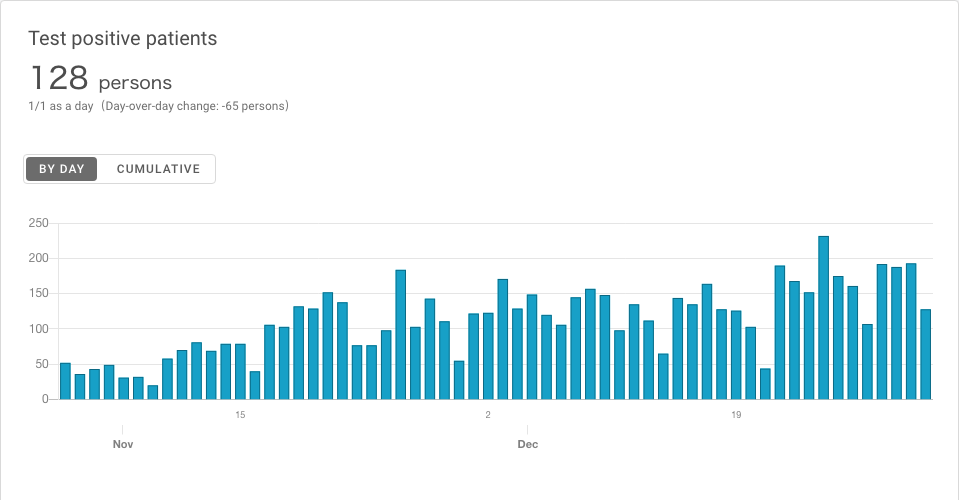 Test positive patients
128 persons
1/1 as a day（Day-over-day change: -65 persons）
BY DAY CUMULATIVE
250
200
150
100
50
0
15 2 19
Nov Dec